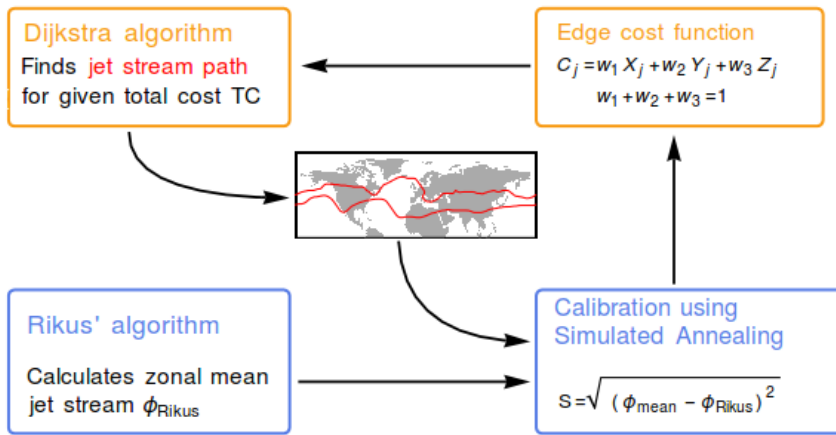 Dijkstra algorithm
Finds jet stream path
for given total cost TC
Edge cost function
C_j = w_1 X_j + w_2 Y_j + w_3 Z_j
w_1 + w_2 + w_3 = 1
Rikus' algorithm
Calculates zonal mean
jet stream ϕ_Rikus
Calibration using
Simulated Annealing
S = √(ϕ_mean − ϕ_Rikus)²